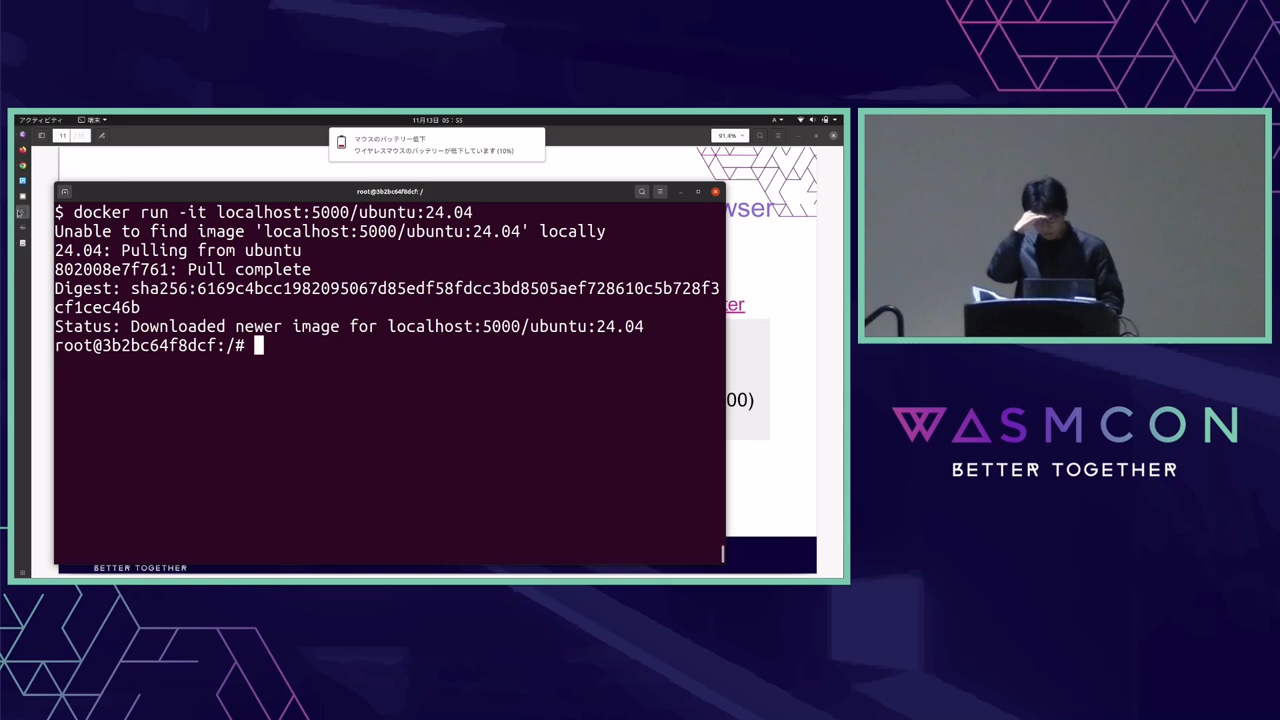 アクティビティ
端末
11月13日 05：55
A
11
91.4%
マウスのバッテリー低下
ワイヤレスマウスのバッテリーが低下しています (10%)
root@3b2bc64f8dcf: /
wser
$ docker run -it localhost:5000/ubuntu:24.04
Unable to find image 'localhost:5000/ubuntu:24.04' locally
24.04: Pulling from ubuntu
802008e7f761: Pull complete
Digest: sha256:6169c4bcc1982095067d85edf58fdcc3bd8505aef728610c5b728f3
cf1cec46b
Status: Downloaded newer image for localhost:5000/ubuntu:24.04
root@3b2bc64f8dcf:/#
ter
00)
BETTER TOGETHER
WASMCON
BETTER TOGETHER